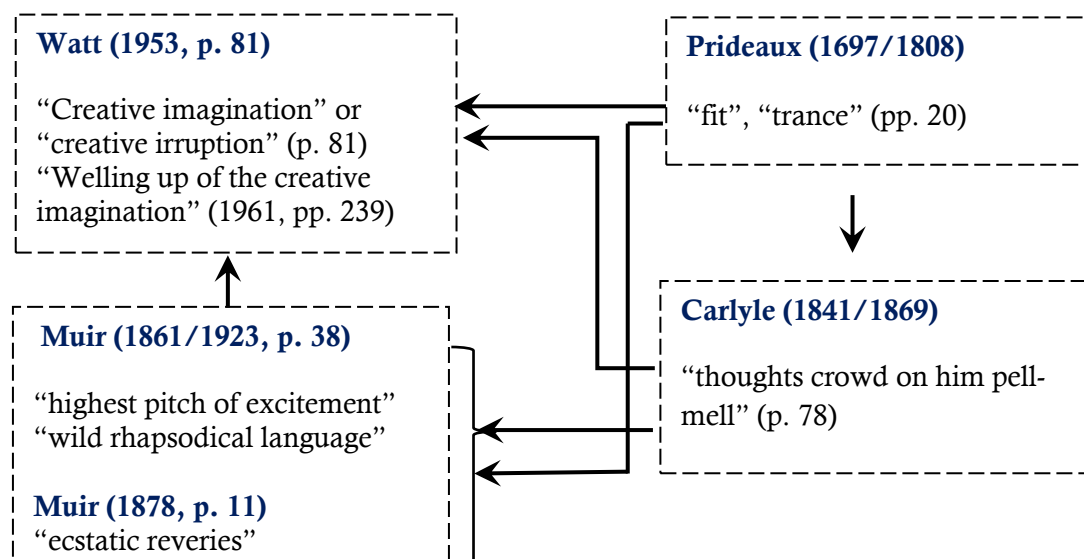 Watt (1953, p. 81)
“Creative imagination” or
“creative irruption” (p. 81)
“Welling up of the creative
imagination” (1961, pp. 239)
Prideaux (1697/1808)
“fit”, “trance” (pp. 20)
Muir (1861/1923, p. 38)
“highest pitch of excitement”
“wild rhapsodical language”
Muir (1878, p. 11)
“ecstatic reveries”
Carlyle (1841/1869)
“thoughts crowd on him pell-
mell” (p. 78)